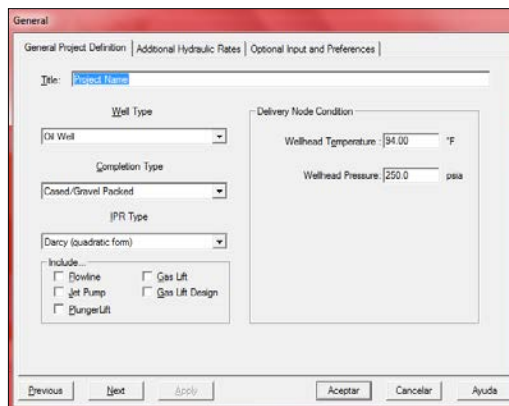 General
General Project Definition | Additional Hydraulic Rates | Optional Input and Preferences
Title: Project Name
Well Type
Oil Well
Completion Type
Cased/Gravel Packed
IPR Type
Darcy (quadratic form)
Include...
Flowline
Gas Lift
Jet Pump
Gas Lift Design
PlungerLift
Delivery Node Condition
Wellhead Temperature : 94.00 °F
Wellhead Pressure: 250.0 psia
Previous
Next
Apply
Aceptar
Cancelar
Ayuda